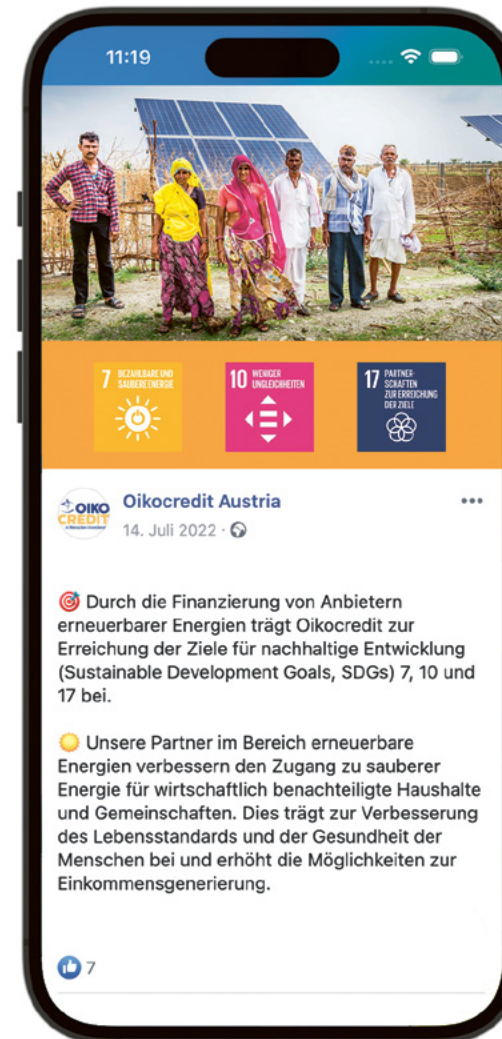 11:19
7 BEZAHLBARE UND
SAUBERE ENERGIE
10 WENIGER
UNGLEICHHEITEN
17 PARTNER-
SCHAFTEN
ZUR ERREICHUNG
DER ZIELE
OIKO
CREDIT
Oikocredit Austria
14. Juli 2022
🎯 Durch die Finanzierung von Anbietern
erneuerbarer Energien trägt Oikocredit zur
Erreichung der Ziele für nachhaltige Entwicklung
(Sustainable Development Goals, SDGs) 7, 10 und
17 bei.
🌞 Unsere Partner im Bereich erneuerbare
Energien verbessern den Zugang zu sauberer
Energie für wirtschaftlich benachteiligte Haushalte
und Gemeinschaften. Dies trägt zur Verbesserung
des Lebensstandards und der Gesundheit der
Menschen bei und erhöht die Möglichkeiten zur
Einkommensgenerierung.
7